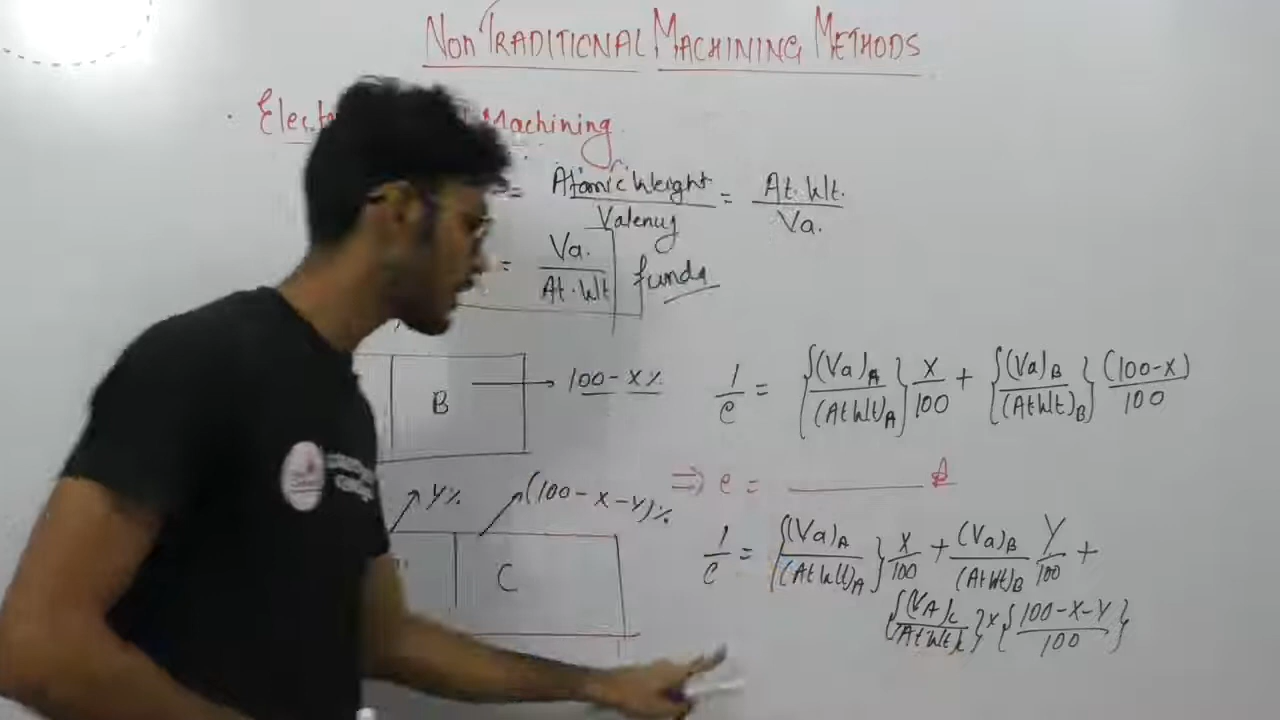 NON TRADITIONAL MACHINING METHODS
Machining
= Atomic Weight / Valency = At. Wt. / Va.
= Va. / At. Wt funda
B 100 - X %
1/e = {(Va)A / (At Wt)A} X/100 + {(Va)B / (At Wt)B} (100-X)/100
Y% (100-X-Y)%
⇒ e =
C
1/e = {(Va)A / (At Wt)A} X/100 + (Va)B / (At Wt)B Y/100 +
{(VA)c / At Wt)c} x {100-X-Y / 100}